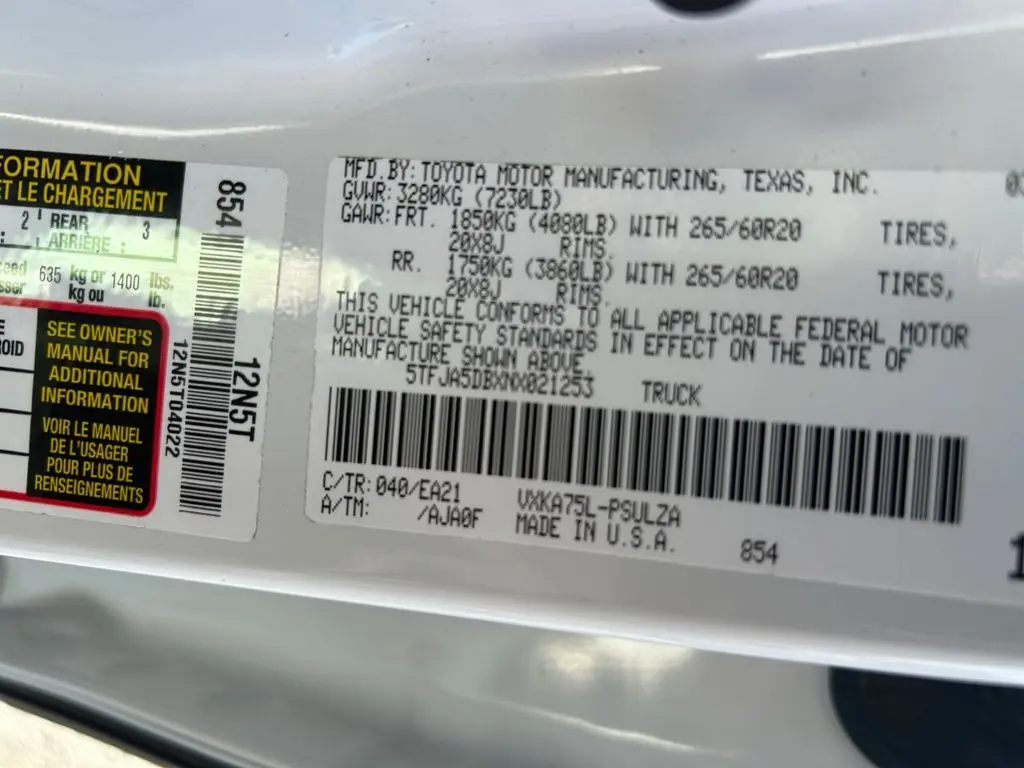 FORMATION
ET LE CHARGEMENT
: 2 REAR 3
ARRIÈRE :
635 kg or 1400 lbs.
kg ou lb.
SEE OWNER'S
MANUAL FOR
ADDITIONAL
INFORMATION
VOIR LE MANUEL
DE L'USAGER
POUR PLUS DE
RENSEIGNEMENTS
854
12N5T
12N5T04022
MFD. BY: TOYOTA MOTOR MANUFACTURING, TEXAS, INC.
GVWR: 3280KG (7230LB)
GAWR: FRT. 1850KG (4080LB) WITH 265/60R20 TIRES,
20X8J RIMS.
RR. 1750KG (3860LB) WITH 265/60R20 TIRES,
20X8J RIMS.
THIS VEHICLE CONFORMS TO ALL APPLICABLE FEDERAL MOTOR
VEHICLE SAFETY STANDARDS IN EFFECT ON THE DATE OF
MANUFACTURE SHOWN ABOVE.
5TFJA5DBXNX021253 TRUCK
C/TR: 040/EA21 VXKA75L-PSULZA
A/TM: /AJA0F MADE IN U.S.A. 854